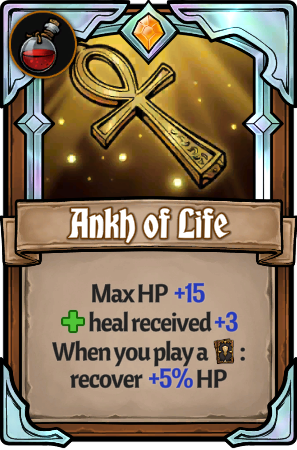 Ankh of Life
Max HP +15
heal received +3
When you play a :
recover +5% HP